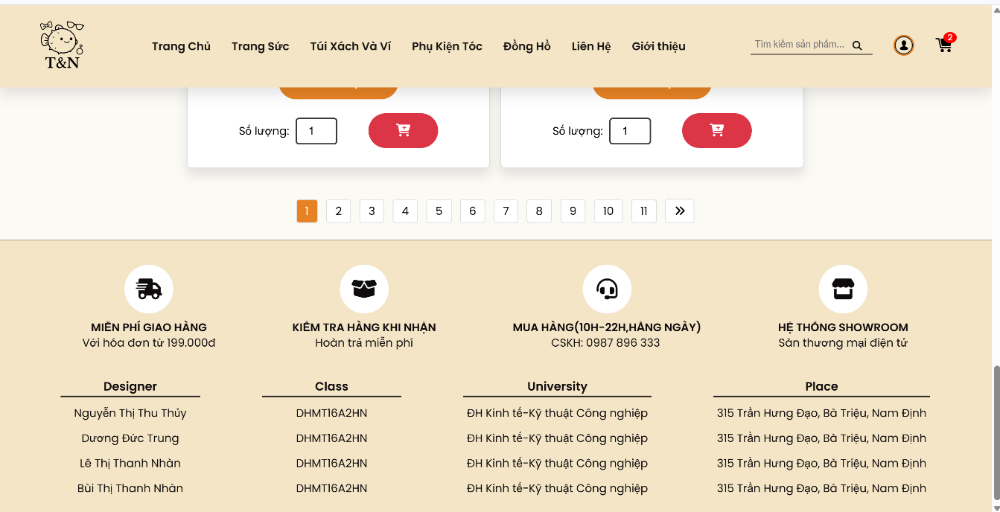 T&N
Trang Chủ Trang Sức Túi Xách Và Ví Phụ Kiện Tóc Đồng Hồ Liên Hệ Giới thiệu
Tìm kiếm sản phẩm...
2
Số lượng: 1
Số lượng: 1
1 2 3 4 5 6 7 8 9 10 11 »
MIỄN PHÍ GIAO HÀNG
Với hóa đơn từ 199.000đ
KIỂM TRA HÀNG KHI NHẬN
Hoàn trả miễn phí
MUA HÀNG(10H-22H,HẰNG NGÀY)
CSKH: 0987 896 333
HỆ THỐNG SHOWROOM
Sàn thương mại điện tử
Designer Class University Place
Nguyễn Thị Thu Thủy DHMT16A2HN ĐH Kinh tế-Kỹ thuật Công nghiệp 315 Trần Hưng Đạo, Bà Triệu, Nam Định
Dương Đức Trung DHMT16A2HN ĐH Kinh tế-Kỹ thuật Công nghiệp 315 Trần Hưng Đạo, Bà Triệu, Nam Định
Lê Thị Thanh Nhàn DHMT16A2HN ĐH Kinh tế-Kỹ thuật Công nghiệp 315 Trần Hưng Đạo, Bà Triệu, Nam Định
Bùi Thị Thanh Nhàn DHMT16A2HN ĐH Kinh tế-Kỹ thuật Công nghiệp 315 Trần Hưng Đạo, Bà Triệu, Nam Định